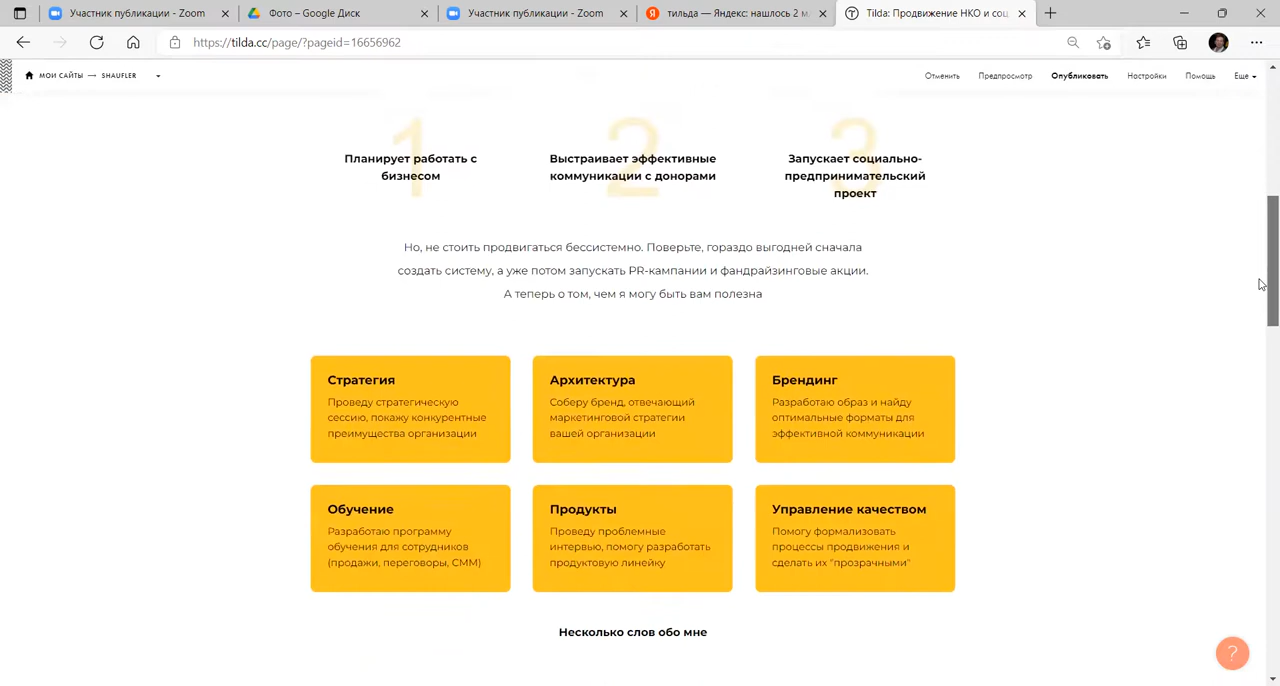 Участник публикации - Zoom
Фото – Google Диск
Участник публикации - Zoom
тильда — Яндекс: нашлось 2 м
Tilda: Продвижение НКО и соц
https://tilda.cc/page/?pageid=16656962
МОИ САЙТЫ → SHAUFLER
Отменить Предпросмотр Опубликовать Настройки Помощь Еще
1
Планирует работать с
бизнесом
2
Выстраивает эффективные
коммуникации с донорами
3
Запускает социально-
предпринимательский
проект
Но, не стоить продвигаться бессистемно. Поверьте, гораздо выгодней сначала
создать систему, а уже потом запускать PR-кампании и фандрайзинговые акции.
А теперь о том, чем я могу быть вам полезна
Стратегия
Проведу стратегическую
сессию, покажу конкурентные
преимущества организации
Архитектура
Соберу бренд, отвечающий
маркетинговой стратегии
вашей организации
Брендинг
Разработаю образ и найду
оптимальные форматы для
эффективной коммуникации
Обучение
Разработаю программу
обучения для сотрудников
(продажи, переговоры, СММ)
Продукты
Проведу проблемные
интервью, помогу разработать
продуктовую линейку
Управление качеством
Помогу формализовать
процессы продвижения и
сделать их "прозрачными"
Несколько слов обо мне
?